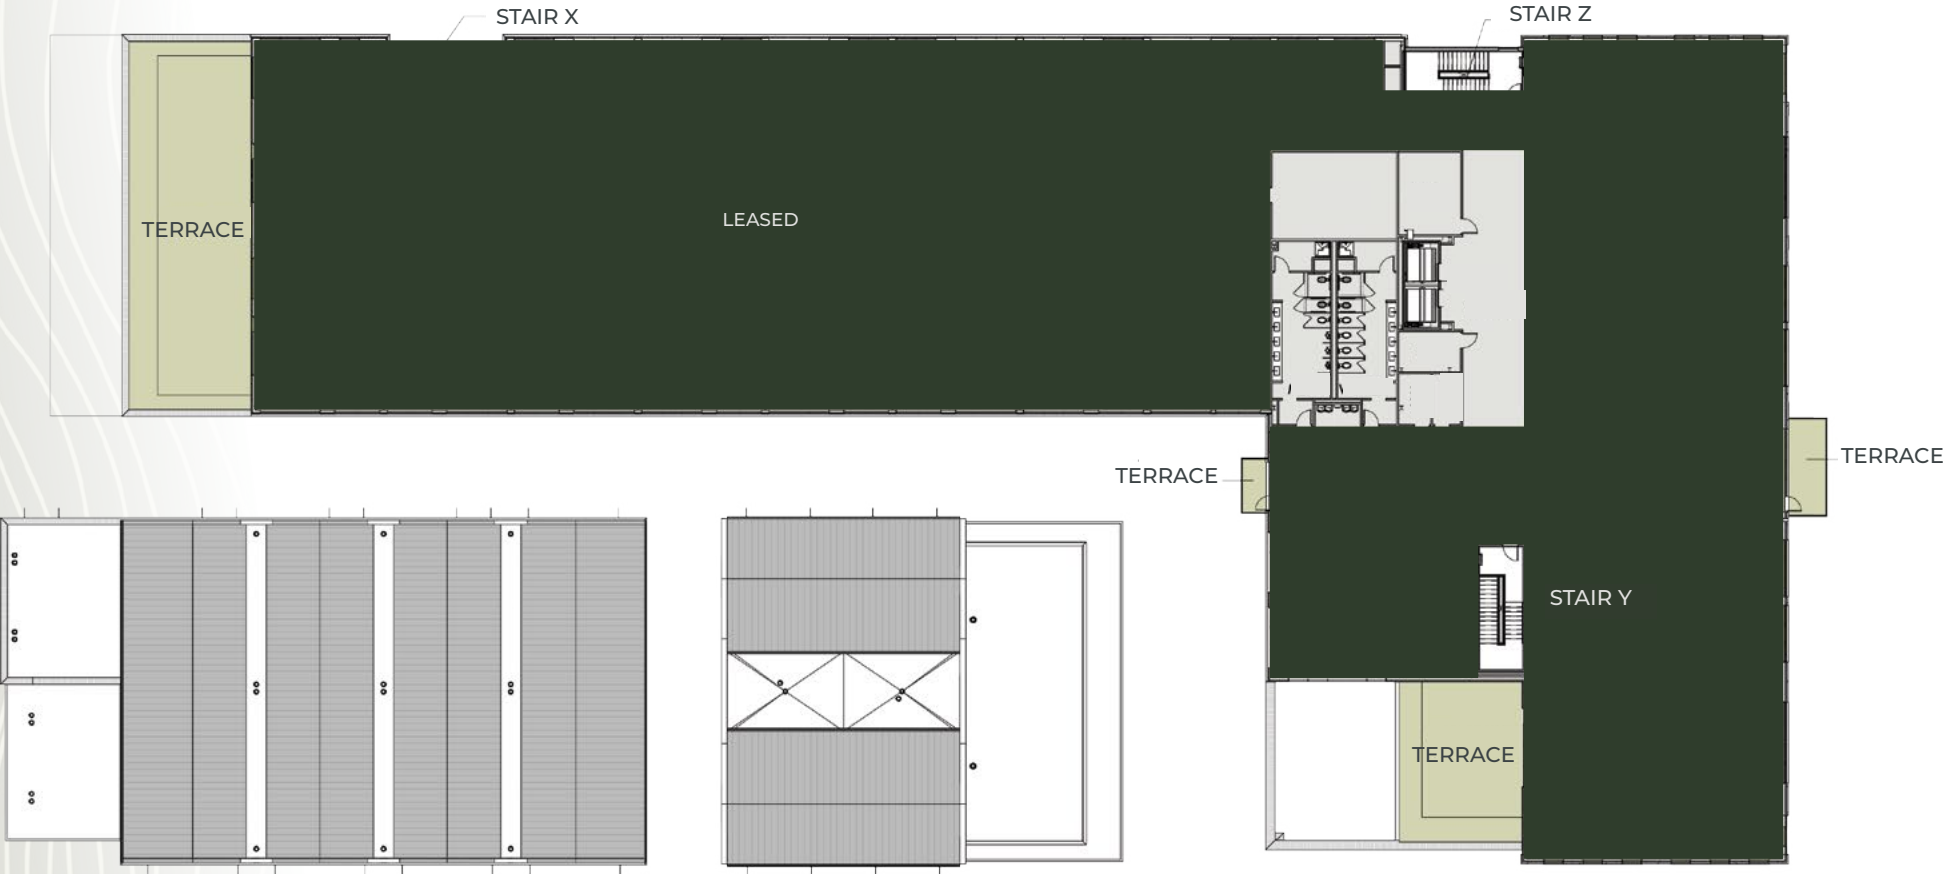 STAIR X
STAIR Z
TERRACE
LEASED
TERRACE
TERRACE
STAIR Y
TERRACE